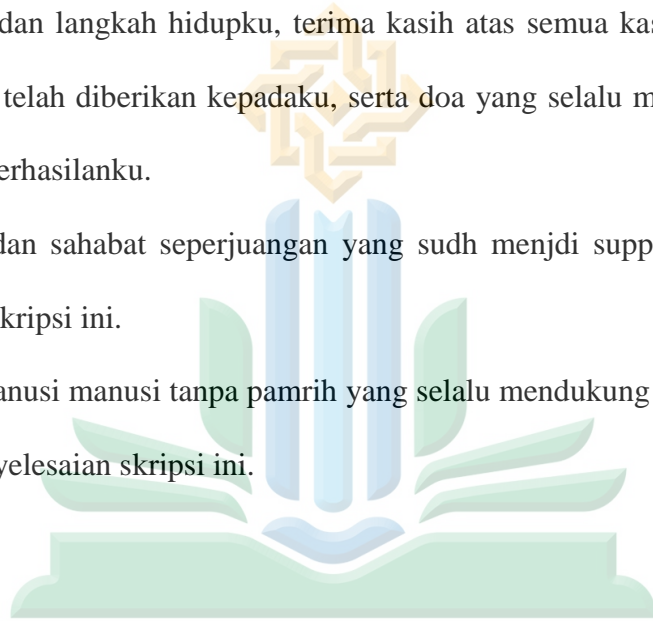 dan langkah hidupku, terima kasih atas semua kas
telah diberikan kepadaku, serta doa yang selalu m
erhasilanku.
dan sahabat seperjuangan yang sudh menjdi supp
kripsi ini.
anusi manusi tanpa pamrih yang selalu mendukung
yelesaian skripsi ini.